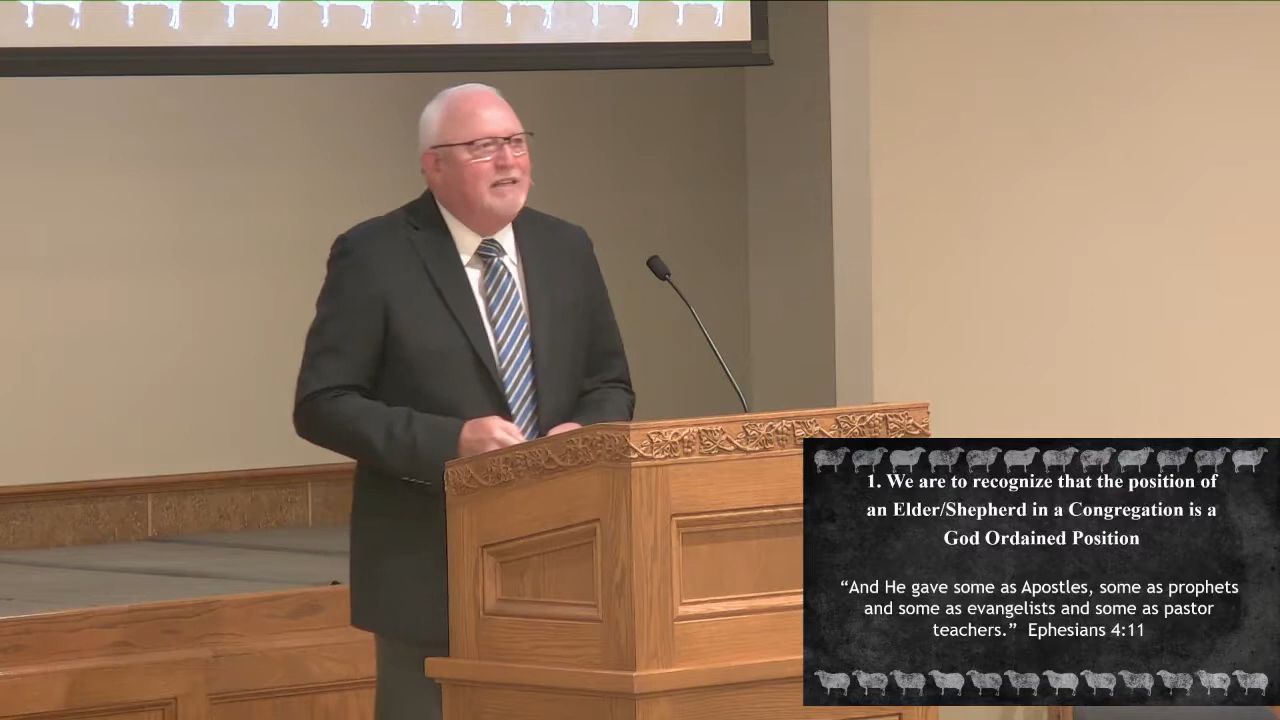 1. We are to recognize that the position of
an Elder/Shepherd in a Congregation is a
God Ordained Position
“And He gave some as Apostles, some as prophets
and some as evangelists and some as pastor
teachers.” Ephesians 4:11